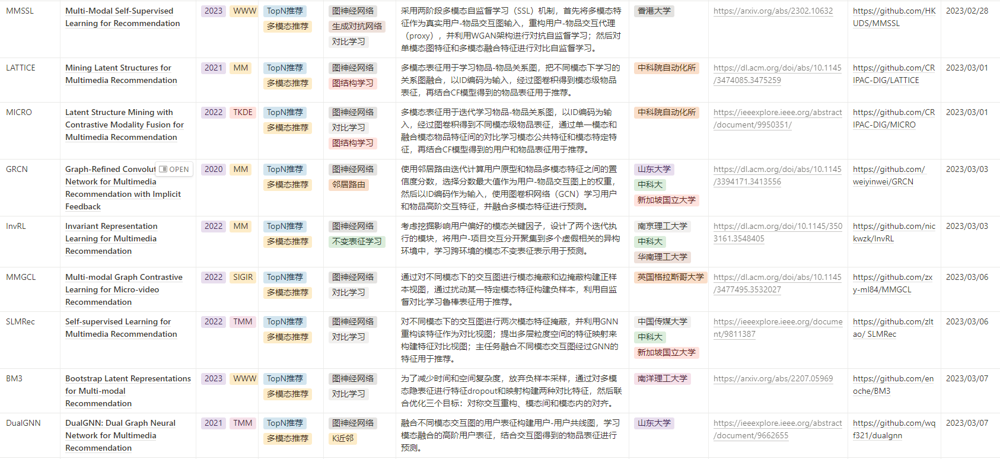 MMSSL
Multi-Modal Self-Supervised
Learning for Recommendation
2023 WWW
TopN推荐
多模态推荐
图神经网络
生成对抗网络
对比学习
采用两阶段多模态自监督学习（SSL）机制，首先将多模态特
征作为真实用户-物品交互图输入，重构用户-物品交互代理
（proxy），并利用WGAN架构进行对抗自监督学习；然后对
单模态图特征和多模态融合特征进行对比自监督学习。
香港大学
https://arxiv.org/abs/2302.10632
https://github.com/HK
UDS/MMSSL
2023/02/28
LATTICE
Mining Latent Structures for
Multimedia Recommendation
2021 MM
TopN推荐
多模态推荐
图神经网络
图结构学习
多模态表征用于学习物品-物品关系图，把不同模态下学习的
关系图融合，以ID编码为输入，经过图卷积得到模态级物品
表征，再结合CF模型得到的物品表征用于推荐。
中科院自动化所
https://dl.acm.org/doi/abs/10.1145
/3474085.3475259
https://github.com/CR
IPAC-DIG/LATTICE
2023/03/01
MICRO
Latent Structure Mining with
Contrastive Modality Fusion for
Multimedia Recommendation
2022 TKDE
TopN推荐
多模态推荐
图神经网络
对比学习
图结构学习
多模态表征用于迭代学习物品-物品关系图，以ID编码为输
入，经过图卷积得到不同模态级物品表征，通过单一模态和
融合模态物品特征间的对比学习模态公共特征和模态特定特
征，再结合CF模型得到的用户和物品表征用于推荐。
中科院自动化所
https://ieeexplore.ieee.org/abstract
/document/9950351/
https://github.com/CR
IPAC-DIG/MICRO
2023/03/01
GRCN
Graph-Refined Convolut
OPEN
Network for Multimedia
Recommendation with Implicit
Feedback
2020 MM
TopN推荐
多模态推荐
图神经网络
邻居路由
使用邻居路由迭代计算用户原型和物品多模态特征之间的置
信度分数，选择分数最大值作为用户-物品交互图上的权重，
然后以ID编码作为输入，使用图卷积网络（GCN）学习用户
和物品高阶交互特征，并融合多模态特征进行预测。
山东大学
中科大
新加坡国立大学
https://dl.acm.org/doi/abs/10.1145
/3394171.3413556
https://github.com/
weiyinwei/GRCN
2023/03/03
InvRL
Invariant Representation
Learning for Multimedia
Recommendation
2022 MM
TopN推荐
多模态推荐
图神经网络
不变表征学习
考虑挖掘影响用户偏好的模态关键因子，设计了两个迭代执
行的模块，将用户-项目交互分开聚集到多个虚假相关的异构
环境中，学习跨环境的模态不变表征表示用于预测。
南京理工大学
中科大
华南理工大学
https://dl.acm.org/doi/10.1145/350
3161.3548405
https://github.com/nic
kwzk/InvRL
2023/03/03
MMGCL
Multi-modal Graph Contrastive
Learning for Micro-video
Recommendation
2022 SIGIR
TopN推荐
多模态推荐
图神经网络
对比学习
通过对不同模态下的交互图进行模态掩蔽和边掩蔽构建正样
本视图，通过扰动某一特定模态特征构建负样本，利用自监
督对比学习鲁棒表征用于推荐。
英国格拉斯哥大学
https://dl.acm.org/doi/abs/10.1145
/3477495.3532027
https://github.com/zx
y-ml84/MMGCL
2023/03/06
SLMRec
Self-supervised Learning for
Multimedia Recommendation
2022 TMM
TopN推荐
多模态推荐
图神经网络
对比学习
对不同模态下的交互图进行两次模态特征掩蔽，并利用GNN
重构该特征作为对比视图；提出多层粒度空间的特征映射来
构建特征对比视图；主任务融合不同模态交互图经过GNN的
特征用于推荐。
中国传媒大学
中科大
新加坡国立大学
https://ieeexplore.ieee.org/docume
nt/9811387
https://github.com/zlt
ao/ SLMRec
2023/03/06
BM3
Bootstrap Latent Representations
for Multi-modal
Recommendation
2023 WWW
TopN推荐
多模态推荐
图神经网络
对比学习
为了减少时间和空间复杂度，放弃负样本采样，通过对多模
态隐表征进行特征dropout和映射构建两种对比特征，然后联
合优化三个目标：对称交互重构、模态间和模态内的对齐。
南洋理工大学
https://arxiv.org/abs/2207.05969
https://github.com/en
oche/BM3
2023/03/07
DualGNN
DualGNN: Dual Graph Neural
Network for Multimedia
Recommendation
2021 TMM
TopN推荐
多模态推荐
图神经网络
K近邻
融合不同模态交互图的用户表征构建用户-用户共线图，学习
模态融合的高阶用户表征，结合交互图得到的物品表征进行
预测。
山东大学
https://ieeexplore.ieee.org/abstract
/document/9662655
https://github.com/wq
f321/dualgnn
2023/03/07